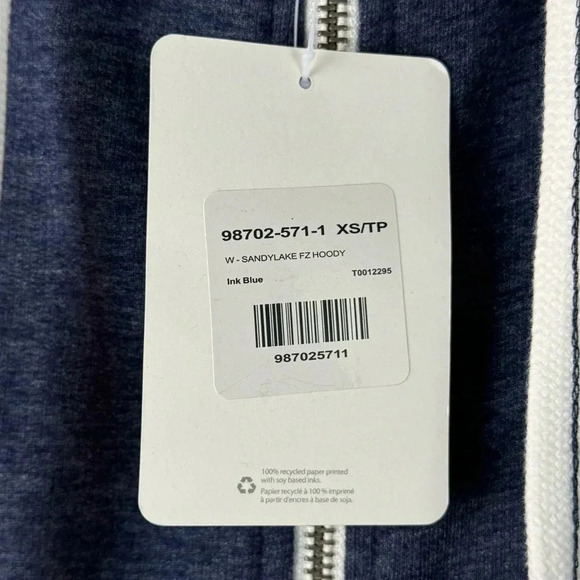 98702-571-1 XS/TP
W - SANDYLAKE FZ HOODY
Ink Blue T0012295
987025711
100% recycled paper printed
with soy based inks.
Papier recyclé à 100 % imprimé
à partir d'encres à base de soja.